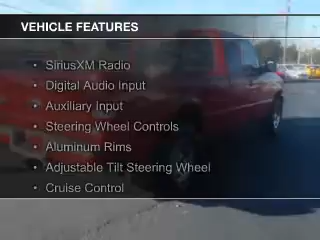 VEHICLE FEATURES
• SiriusXM Radio
• Digital Audio Input
• Auxiliary Input
• Steering Wheel Controls
• Aluminum Rims
• Adjustable Tilt Steering Wheel
• Cruise Control